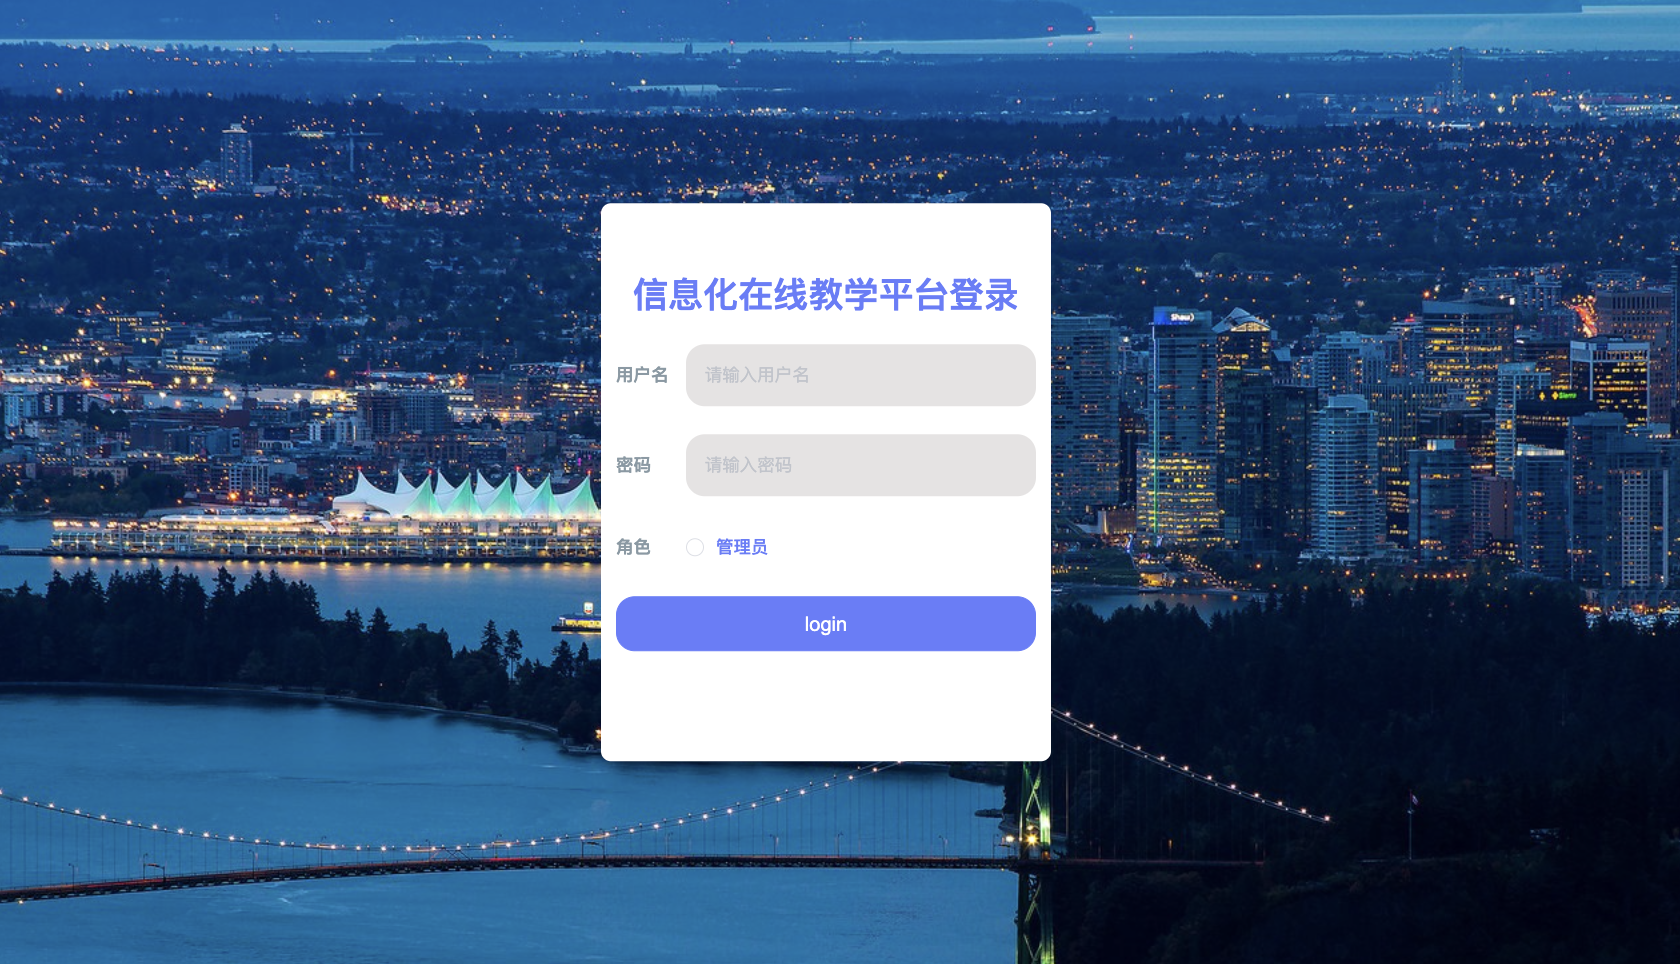 信息化在线教学平台登录
用户名 请输入用户名
密码 请输入密码
角色 管理员
login
Shaw)